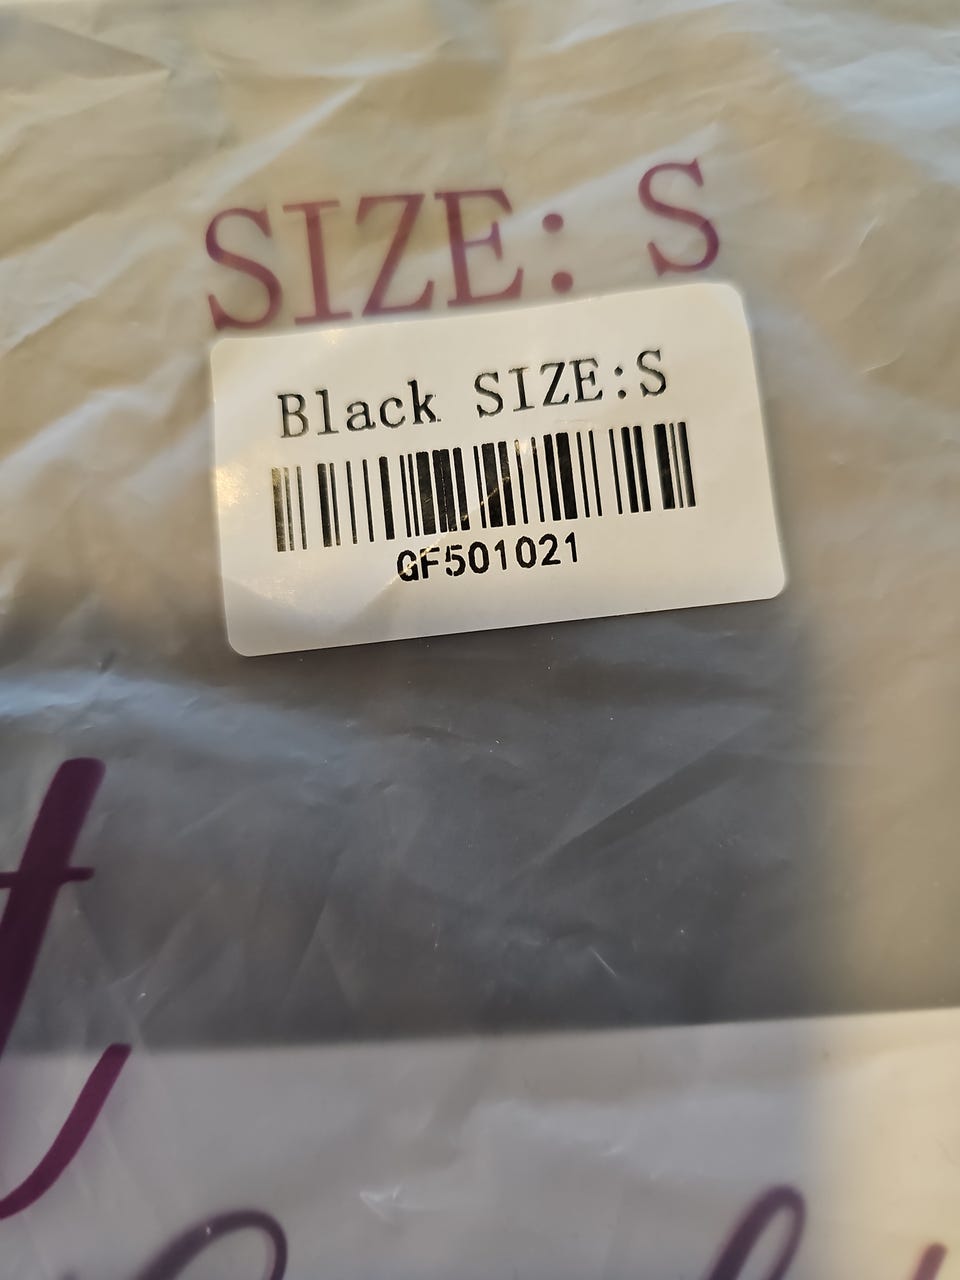 SIZE: S
Black SIZE:S
GF501021
t